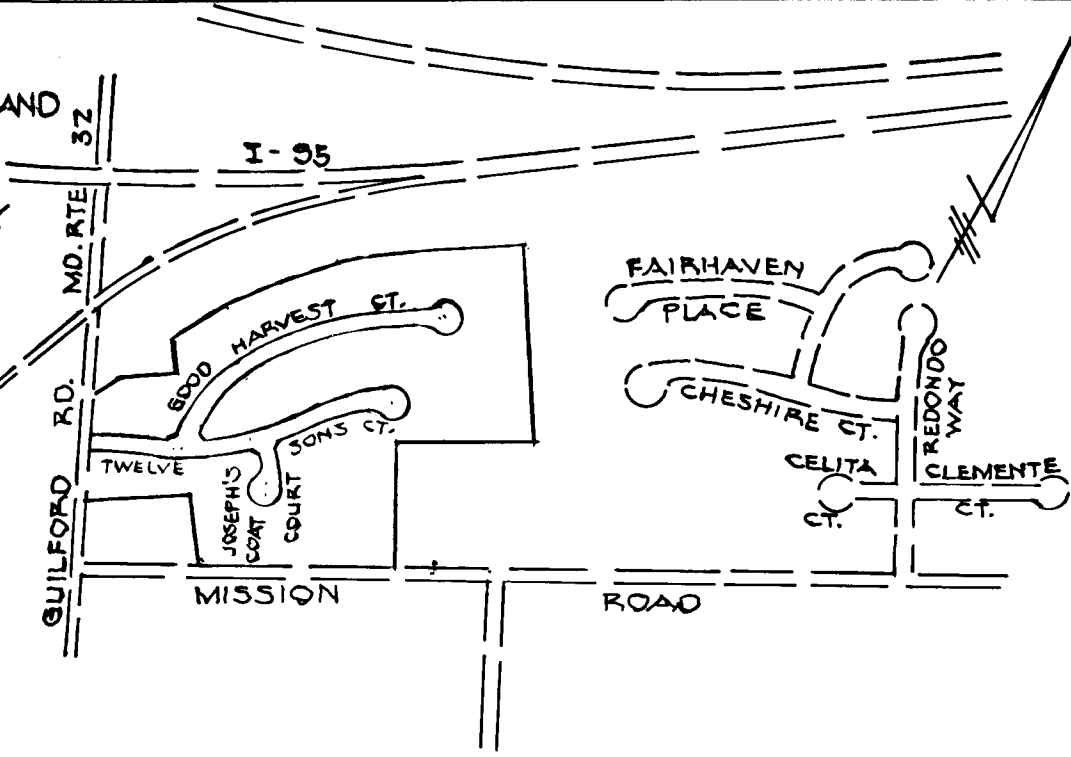 AND
MD. RTE 32
I-95
GUILFORD RD.
GOOD HARVEST CT.
TWELVE SONS CT.
JOSEPH'S
COAT
COURT
MISSION ROAD
FAIRHAVEN
PLACE
CHESHIRE CT.
REDONDO
WAY
CELITA
CT.
CLEMENTE
CT.